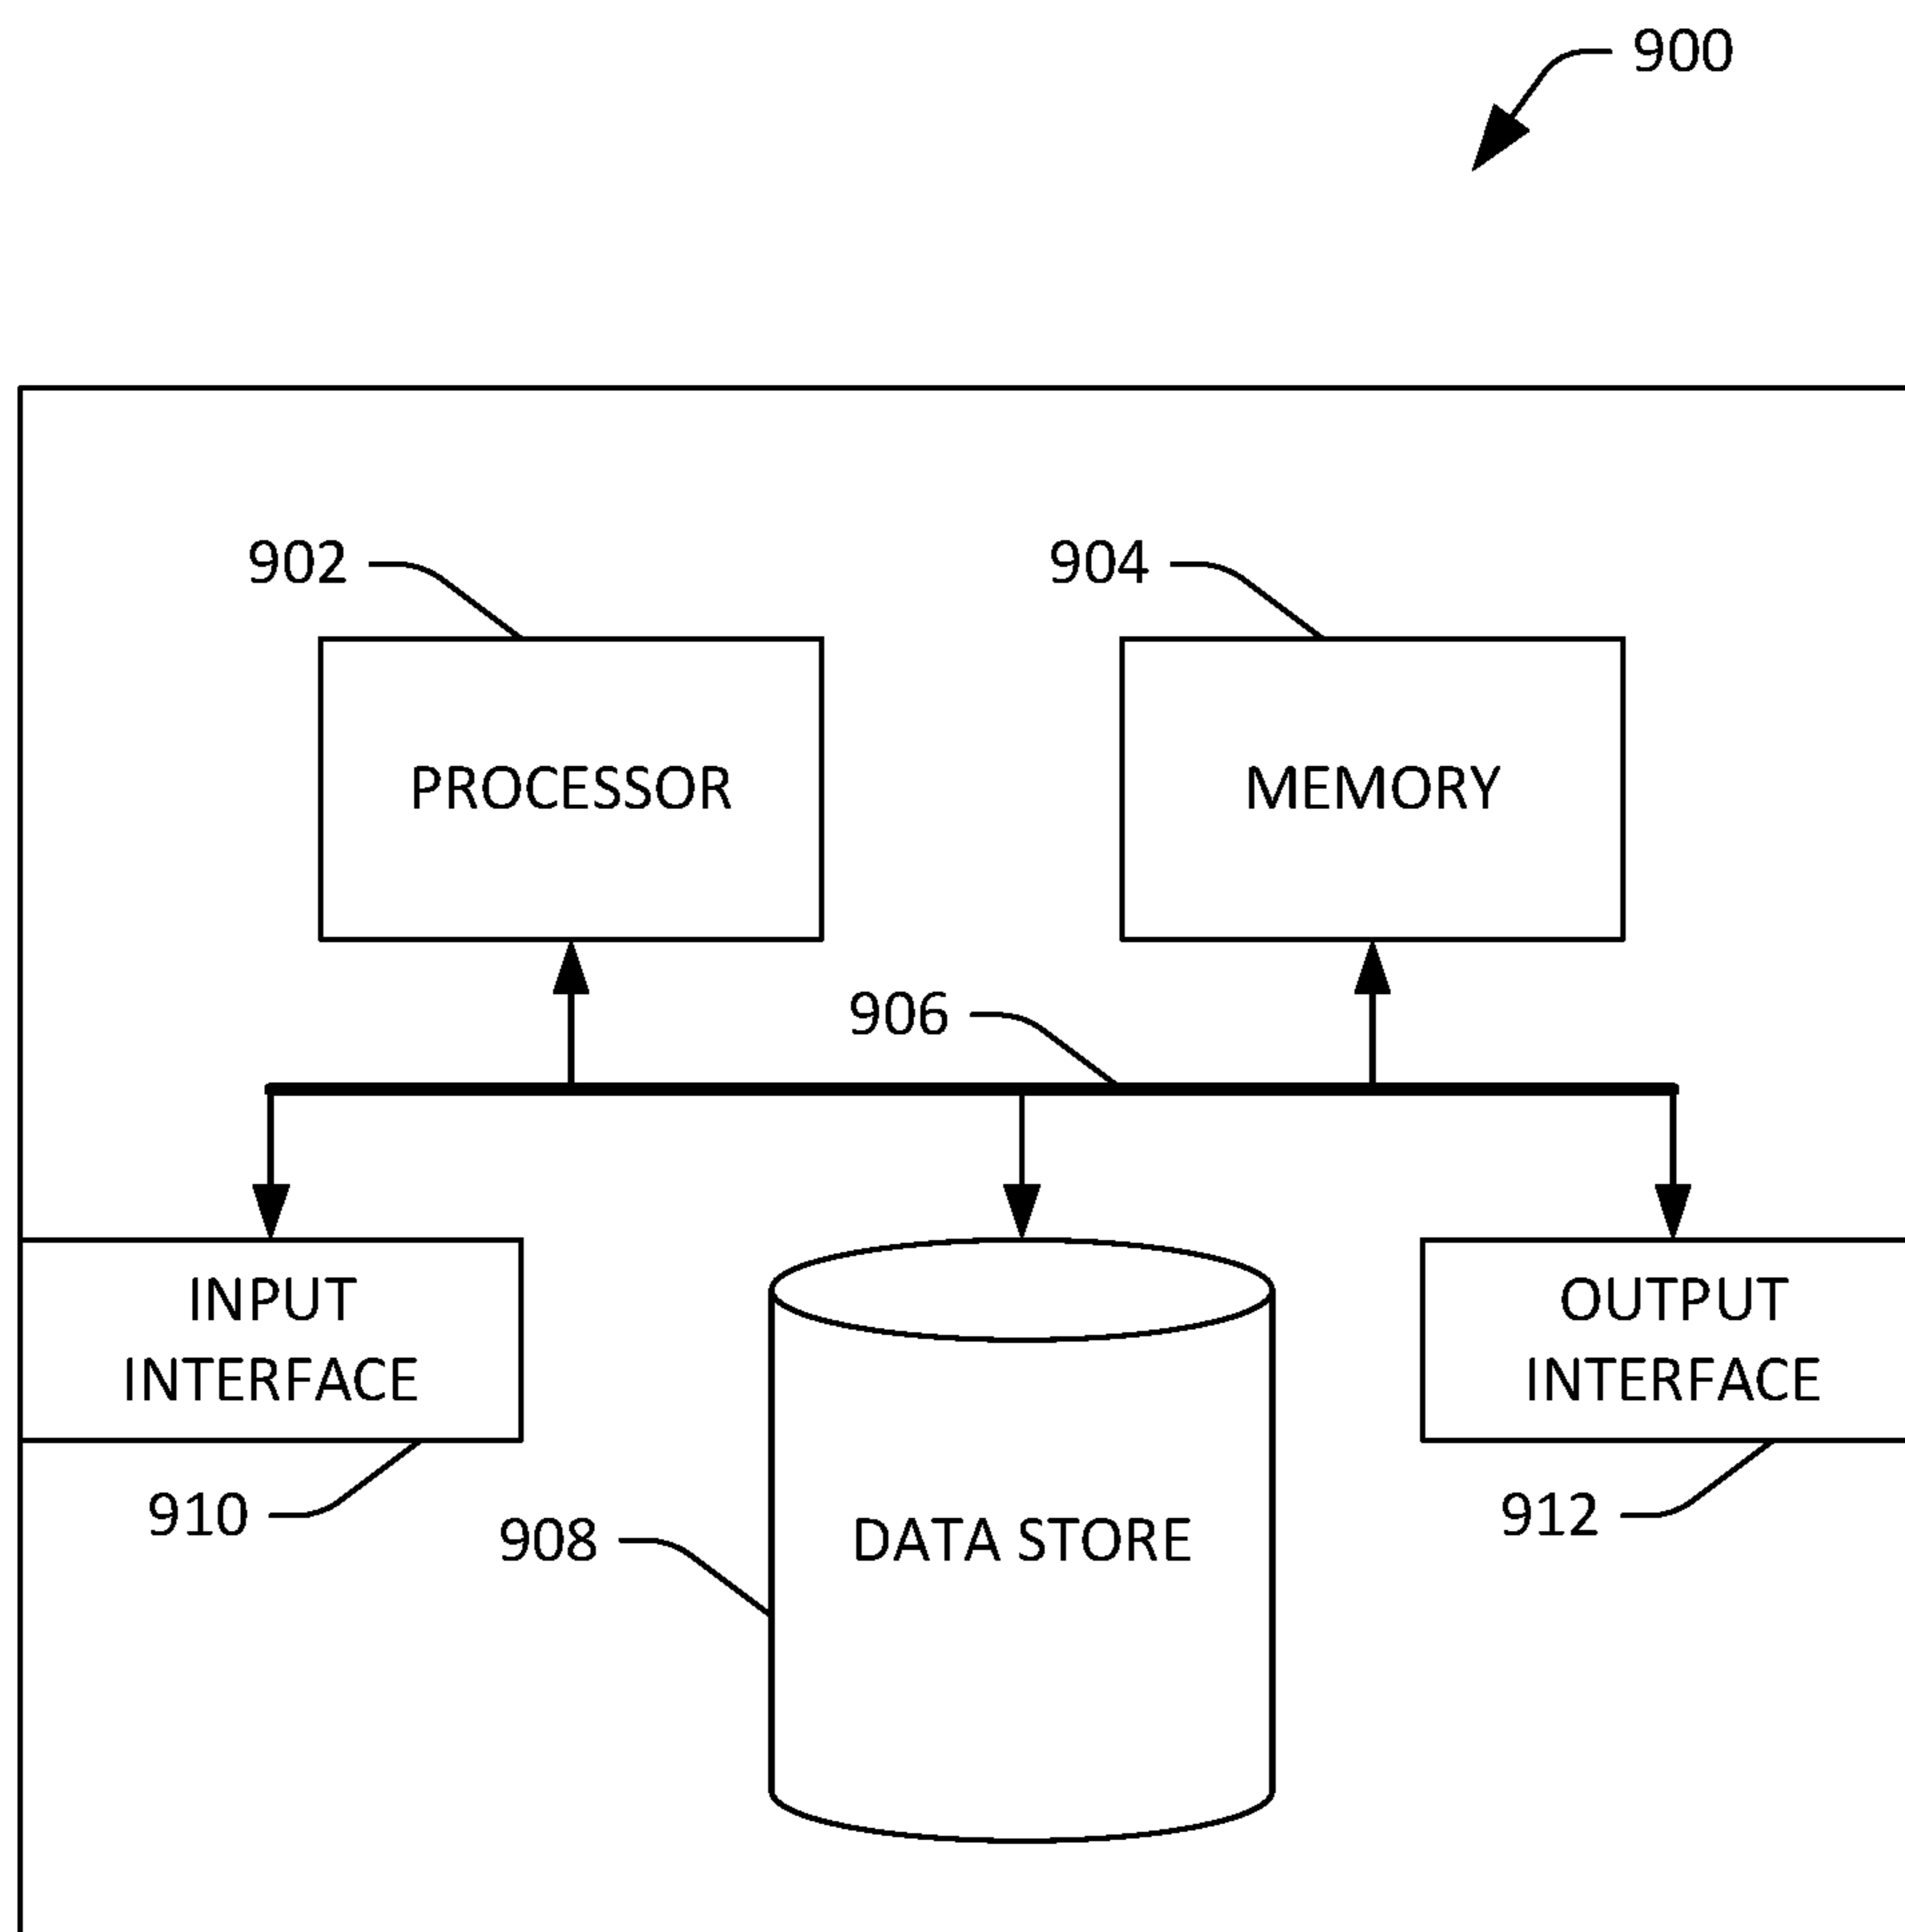 900
902
904
PROCESSOR
MEMORY
906
INPUT
INTERFACE
OUTPUT
INTERFACE
910
908
DATA STORE
912